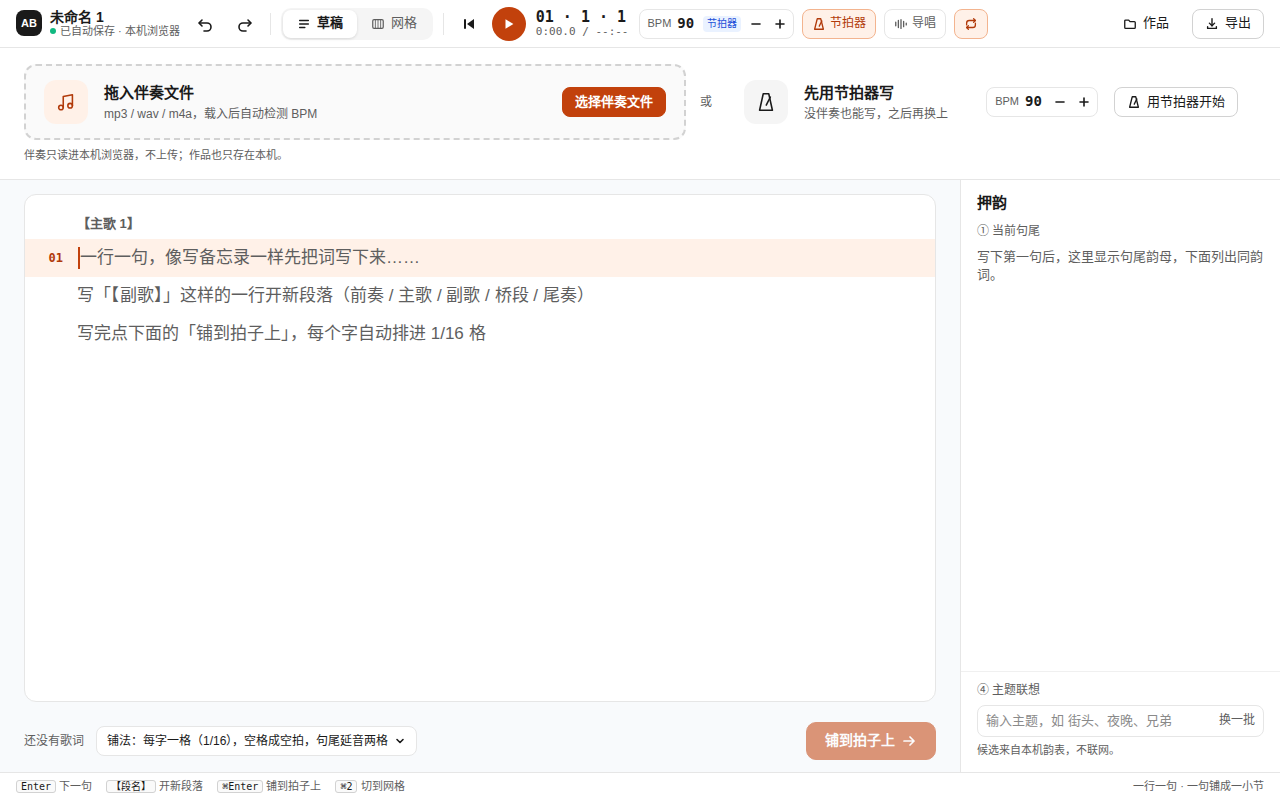 AB
未命名 1
已自动保存 · 本机浏览器
草稿
网格
01 · 1 · 1
0:00.0 / --:--
BPM 90 节拍器
节拍器
导唱
作品
导出
拖入伴奏文件
mp3 / wav / m4a，载入后自动检测 BPM
选择伴奏文件
或
先用节拍器写
没伴奏也能写，之后再换上
BPM 90
用节拍器开始
伴奏只读进本机浏览器，不上传；作品也只存在本机。
【主歌 1】
01 一行一句，像写备忘录一样先把词写下来……
写「【副歌】」这样的一行开新段落（前奏 / 主歌 / 副歌 / 桥段 / 尾奏）
写完点下面的「铺到拍子上」，每个字自动排进 1/16 格
押韵
① 当前句尾
写下第一句后，这里显示句尾韵母，下面列出同韵
词。
④ 主题联想
输入主题，如 街头、夜晚、兄弟
换一批
候选来自本机韵表，不联网。
还没有歌词
铺法：每字一格（1/16），空格成空拍，句尾延音两格
铺到拍子上
Enter 下一句
【段名】 开新段落
⌘Enter 铺到拍子上
⌘2 切到网格
一行一句 · 一句铺成一小节